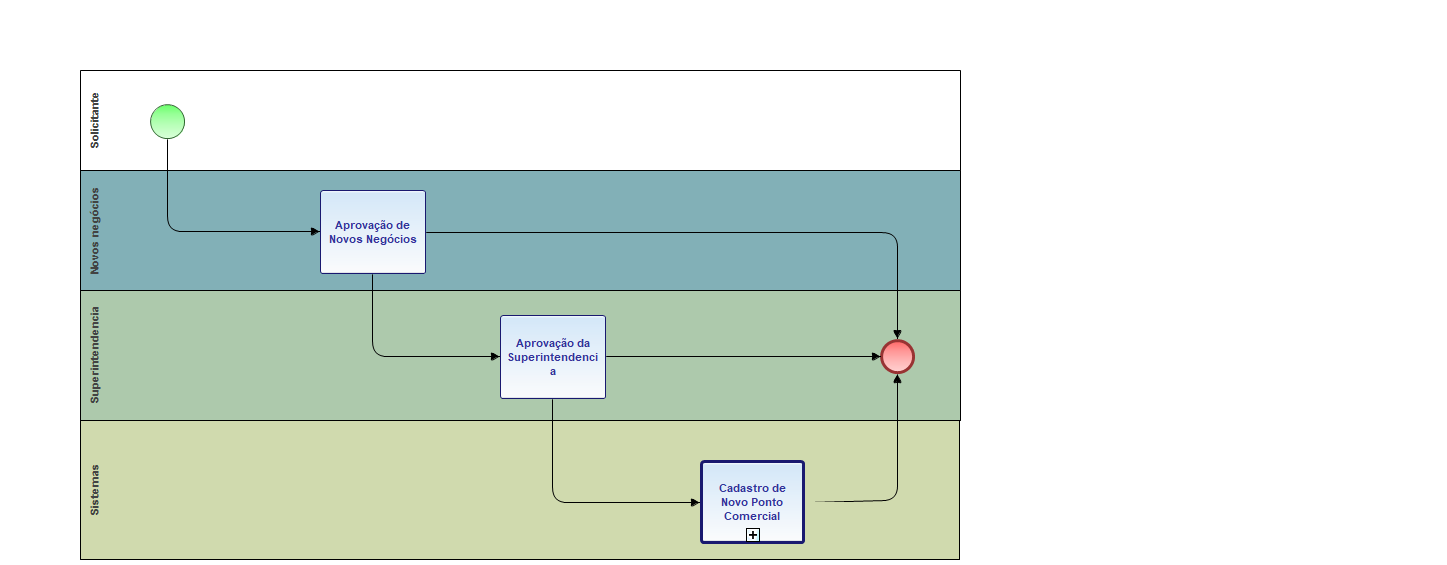 Solicitante
Novos negócios
Aprovação de
Novos Negócios
Superintendencia
Aprovação da
Superintendenci
a
Sistemas
Cadastro de
Novo Ponto
Comercial